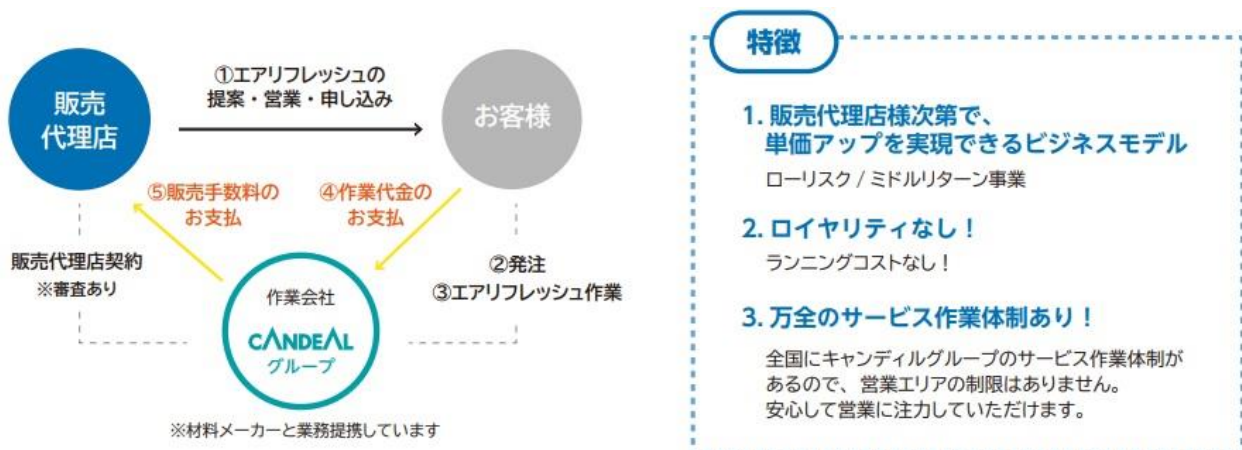 販売
代理店
①エアリフレッシュの
提案・営業・申し込み
お客様
⑤販売手数料の
お支払
④作業代金の
お支払
販売代理店契約
※審査あり
②発注
③エアリフレッシュ作業
作業会社
CANDEAL
グループ
※材料メーカーと業務提携しています
特徴
1. 販売代理店様次第で、
単価アップを実現できるビジネスモデル
ローリスク / ミドルリターン事業
2. ロイヤリティなし！
ランニングコストなし！
3. 万全のサービス作業体制あり！
全国にキャンディルグループのサービス作業体制が
あるので、営業エリアの制限はありません。
安心して営業に注力していただけます。